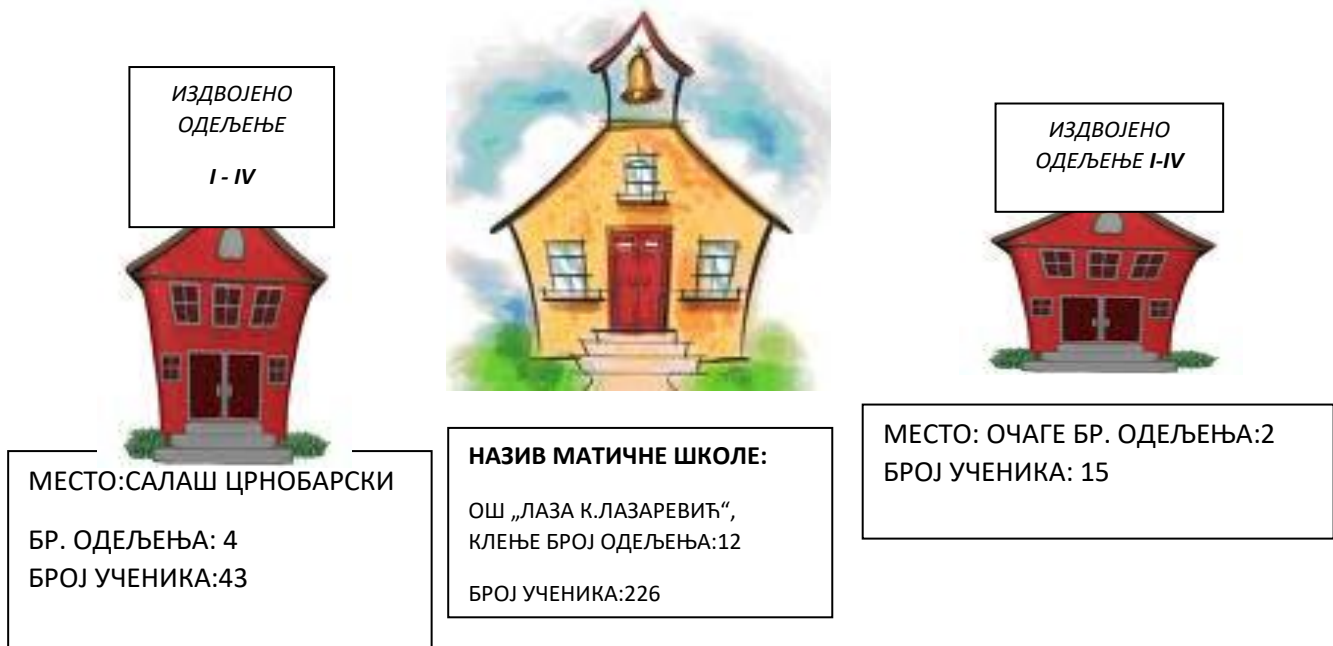 ИЗДВОЈЕНО
ОДЕЉЕЊЕ
I - IV
МЕСТО:САЛАШ ЦРНОБАРСКИ
БР. ОДЕЉЕЊА: 4
БРОЈ УЧЕНИКА:43
НАЗИВ МАТИЧНЕ ШКОЛЕ:
ОШ „ЛАЗА К.ЛАЗАРЕВИЋ“,
КЛЕЊЕ БРОЈ ОДЕЉЕЊА:12
БРОЈ УЧЕНИКА:226
ИЗДВОЈЕНО
ОДЕЉЕЊЕ I-IV
МЕСТО: ОЧАГЕ БР. ОДЕЉЕЊА:2
БРОЈ УЧЕНИКА: 15